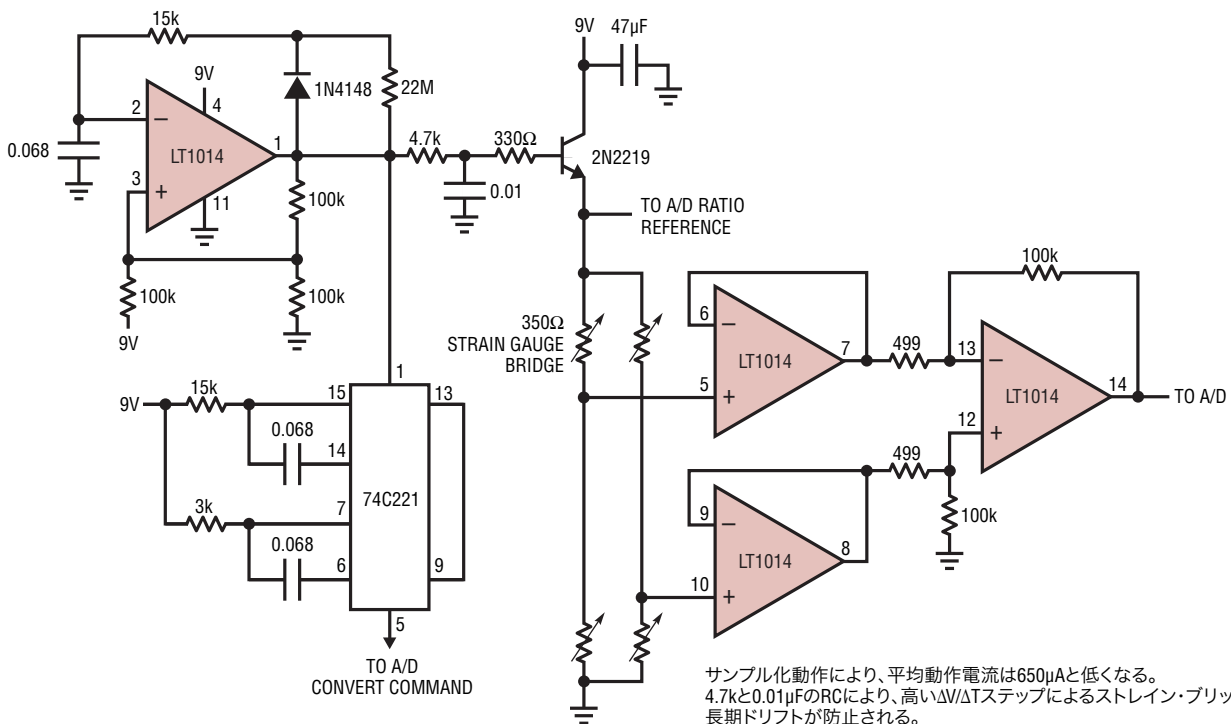 15k
9V
1N4148
22M
2
4
1
0.068
LT1014
3
11
4.7k
330Ω
0.01
100k
100k
100k
9V
9V
47µF
2N2219
TO A/D RATIO
REFERENCE
350Ω
STRAIN GAUGE
BRIDGE
6
5
7
LT1014
499
100k
13
12
14
LT1014
TO A/D
9
10
8
LT1014
499
100k
9V
15k
0.068
3k
0.068
1
15
14
7
6
13
9
5
74C221
TO A/D
CONVERT COMMAND
サンプル化動作により、平均動作電流は650µAと低くなる。
4.7kと0.01µFのRCにより、高いΔV/ΔTステップによるストレイン・ブリッ
長期ドリフトが防止される。